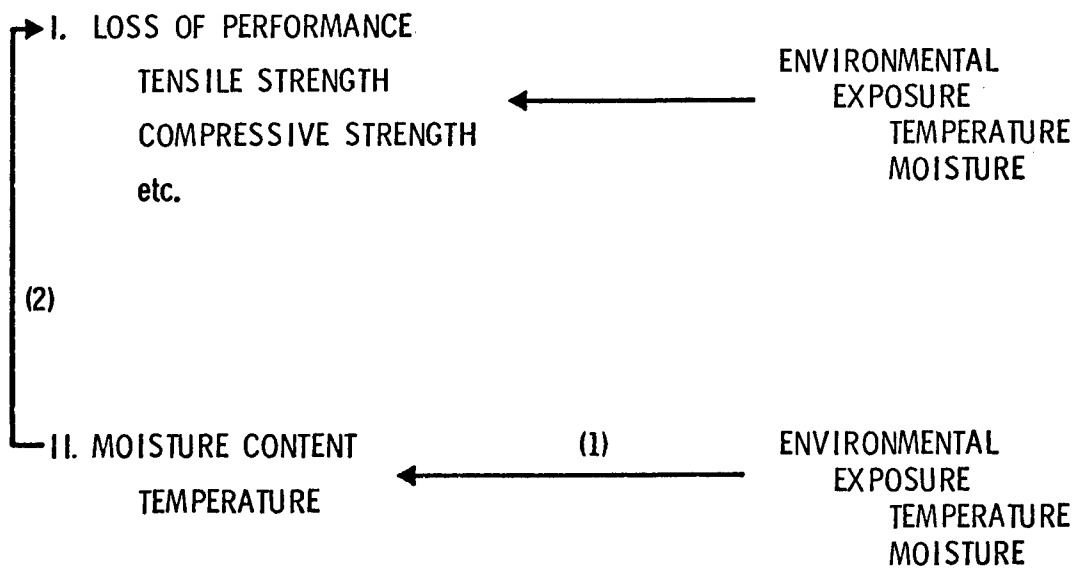 I. LOSS OF PERFORMANCE
TENSILE STRENGTH
COMPRESSIVE STRENGTH
etc.
ENVIRONMENTAL
EXPOSURE
TEMPERATURE
MOISTURE
(2)
II. MOISTURE CONTENT
TEMPERATURE
(1)
ENVIRONMENTAL
EXPOSURE
TEMPERATURE
MOISTURE